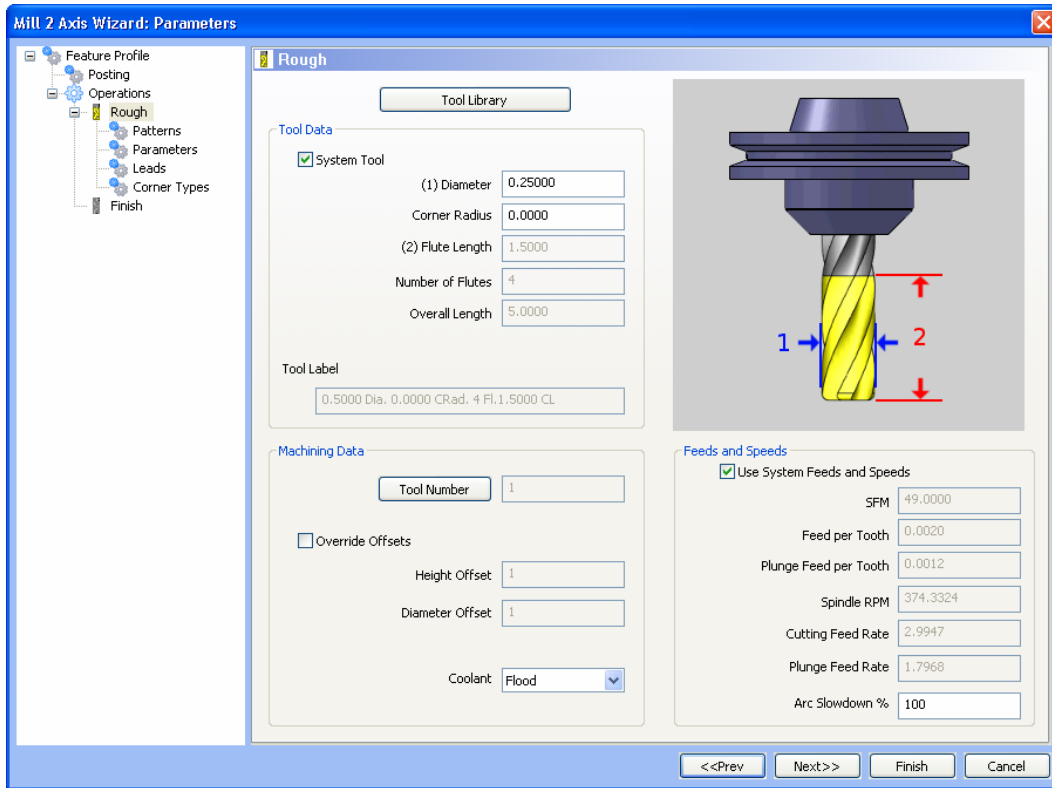 Mill 2 Axis Wizard: Parameters
Feature Profile
Posting
Operations
Rough
Patterns
Parameters
Leads
Corner Types
Finish
Rough
Tool Library
Tool Data
System Tool
(1) Diameter 0.25000
Corner Radius 0.0000
(2) Flute Length 1.5000
Number of Flutes 4
Overall Length 5.0000
Tool Label
0.5000 Dia. 0.0000 CRad. 4 Fl.1.5000 CL
1 2
Machining Data
Tool Number 1
Override Offsets
Height Offset 1
Diameter Offset 1
Coolant Flood
Feeds and Speeds
Use System Feeds and Speeds
SFM 49.0000
Feed per Tooth 0.0020
Plunge Feed per Tooth 0.0012
Spindle RPM 374.3324
Cutting Feed Rate 2.9947
Plunge Feed Rate 1.7968
Arc Slowdown % 100
<<Prev Next>> Finish Cancel